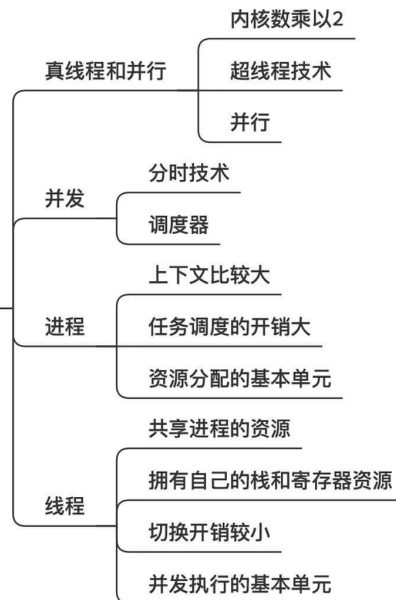 真线程和并行
内核数乘以2
超线程技术
并行
并发
分时技术
调度器
进程
上下文比较大
任务调度的开销大
资源分配的基本单元
线程
共享进程的资源
拥有自己的栈和寄存器资源
切换开销较小
并发执行的基本单元